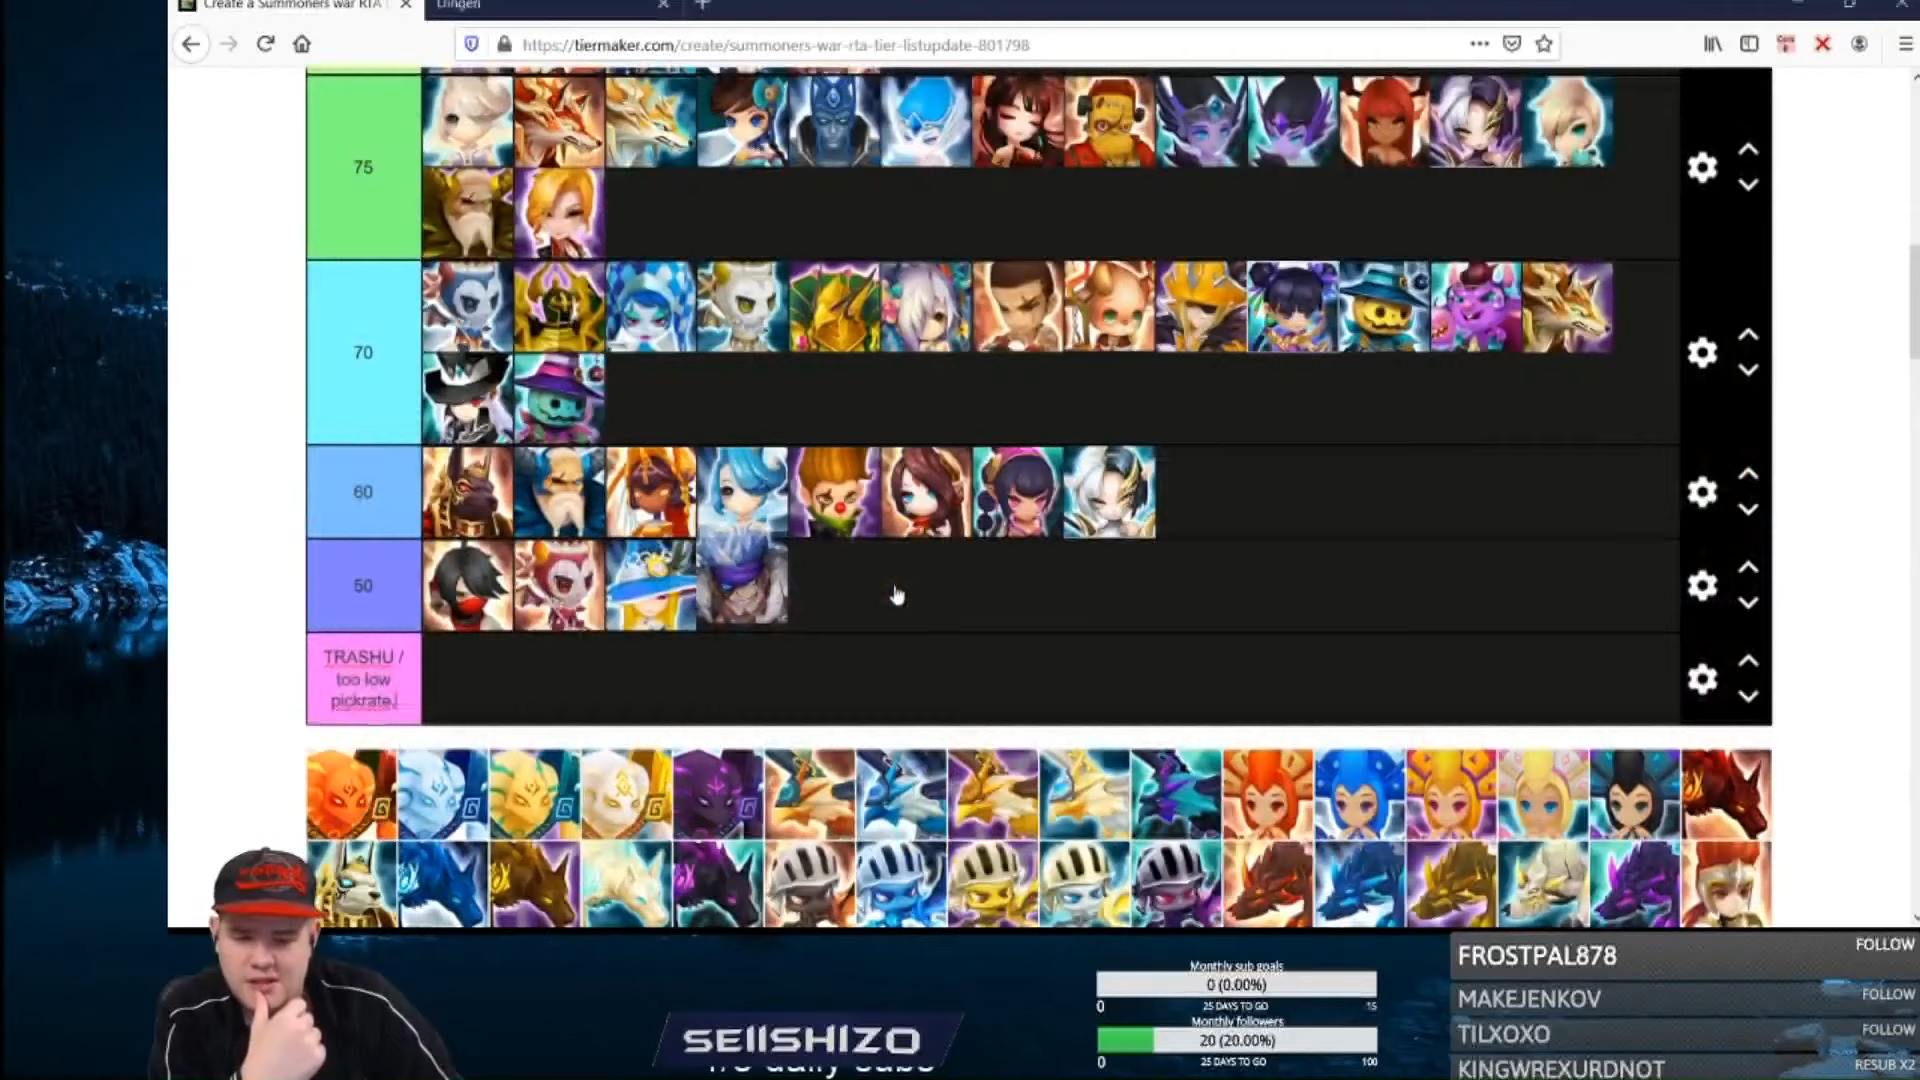 Create a Summoners war RTA
https://tiermaker.com/create/summoners-war-rta-tier-listupdate-801798
75
70
60
50
TRASHU /
too low
pickrate.
Monthly sub goals
0 (0.00%)
0 25 DAYS TO GO 15
Monthly followers
20 (20.00%)
0 25 DAYS TO GO 100
SELLSHIZO
FROSTPAL878 FOLLOW
MAKEJENKOV FOLLOW
TILXOXO FOLLOW
KINGWREXURDNOT RESUB X2